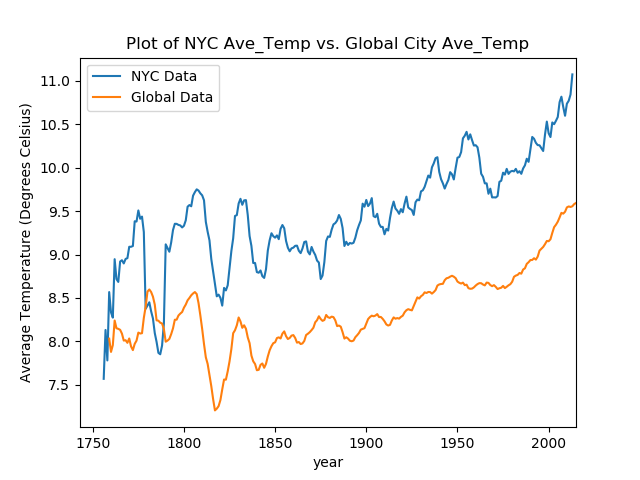 Plot of NYC Ave_Temp vs. Global City Ave_Temp
NYC Data
Global Data
Average Temperature (Degrees Celsius)
11.0
10.5
10.0
9.5
9.0
8.5
8.0
7.5
1750
1800
1850
1900
1950
2000
year